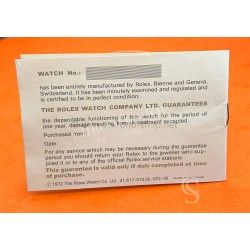 WATCH No.:
has been entirely manufactured by Rolex, Bienne and Geneva,
Switzerland. It has been minutely examined and regulated and
is certified to be in perfect condition.
THE ROLEX WATCH COMPANY LTD. GUARANTEES
the dependable functioning of this watch for the period of
one year, damage resulting from ill treatment excepted.
Purchased from:
Date:
For any service which may be necessary during the guarantee
period you should return your Rolex to the jeweller who sup-
plied it or to any of the official Rolex service stations.
This guarantee is valid only if duly completed at time
of purchase.
© 1972 The Rolex Watch Co. Ltd.